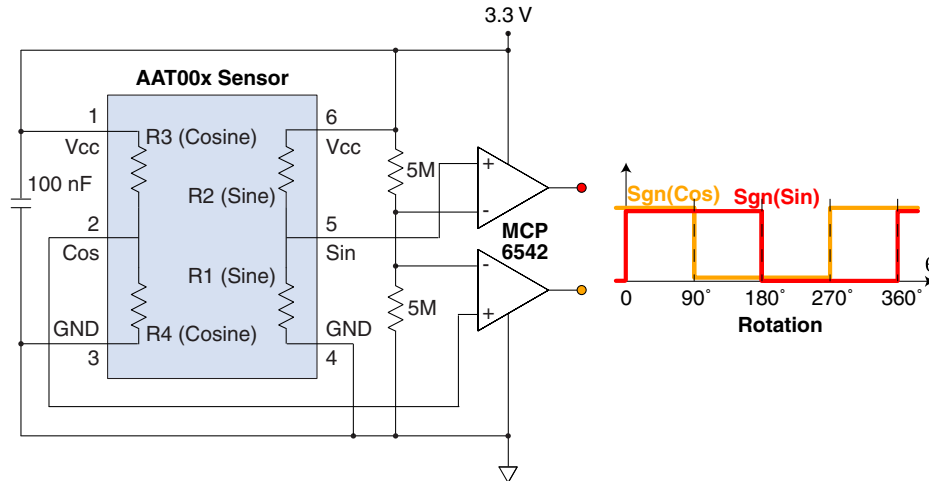 3.3 V
AAT00x Sensor
1
Vcc
R3 (Cosine)
6
Vcc
R2 (Sine)
5M
+
-
100 nF
2
Cos
5
Sin
MCP
6542
R1 (Sine)
-
+
5M
GND
3
R4 (Cosine)
GND
4
Sgn(Cos)
Sgn(Sin)
0
90°
180°
270°
360°
Rotation